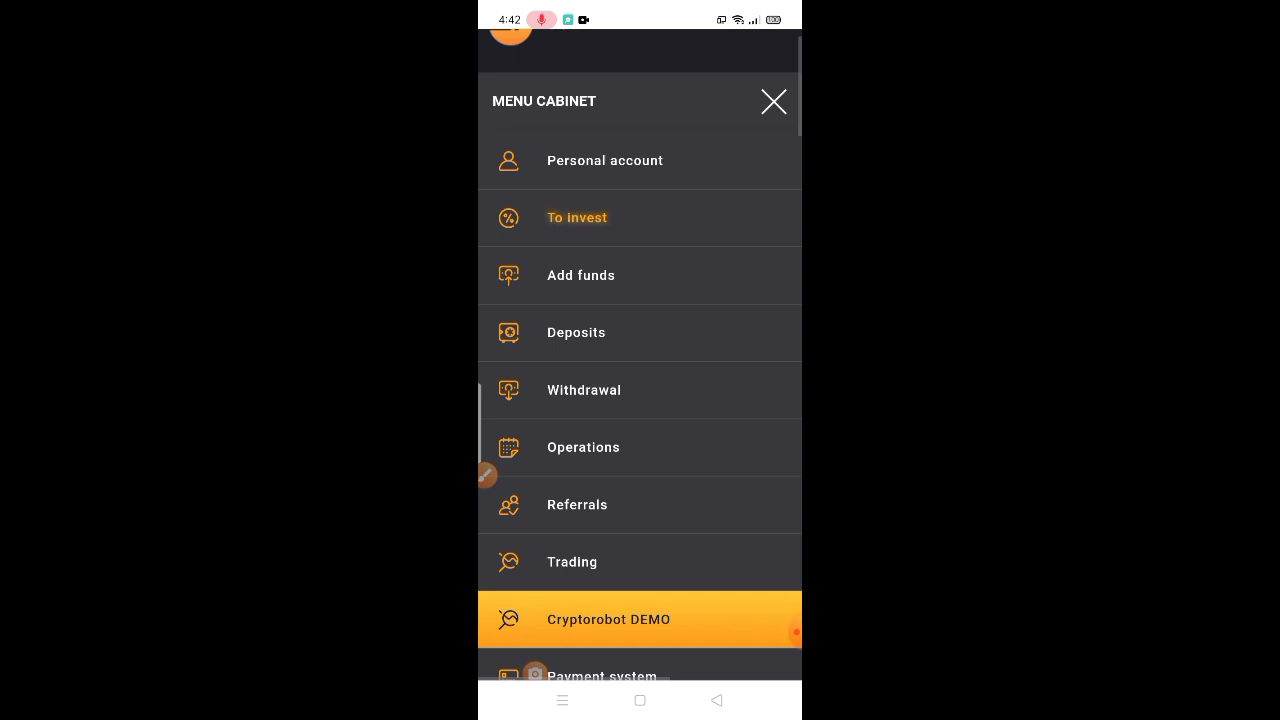 4:42
MENU CABINET
Personal account
To invest
Add funds
Deposits
Withdrawal
Operations
Referrals
Trading
Cryptorobot DEMO
Payment system